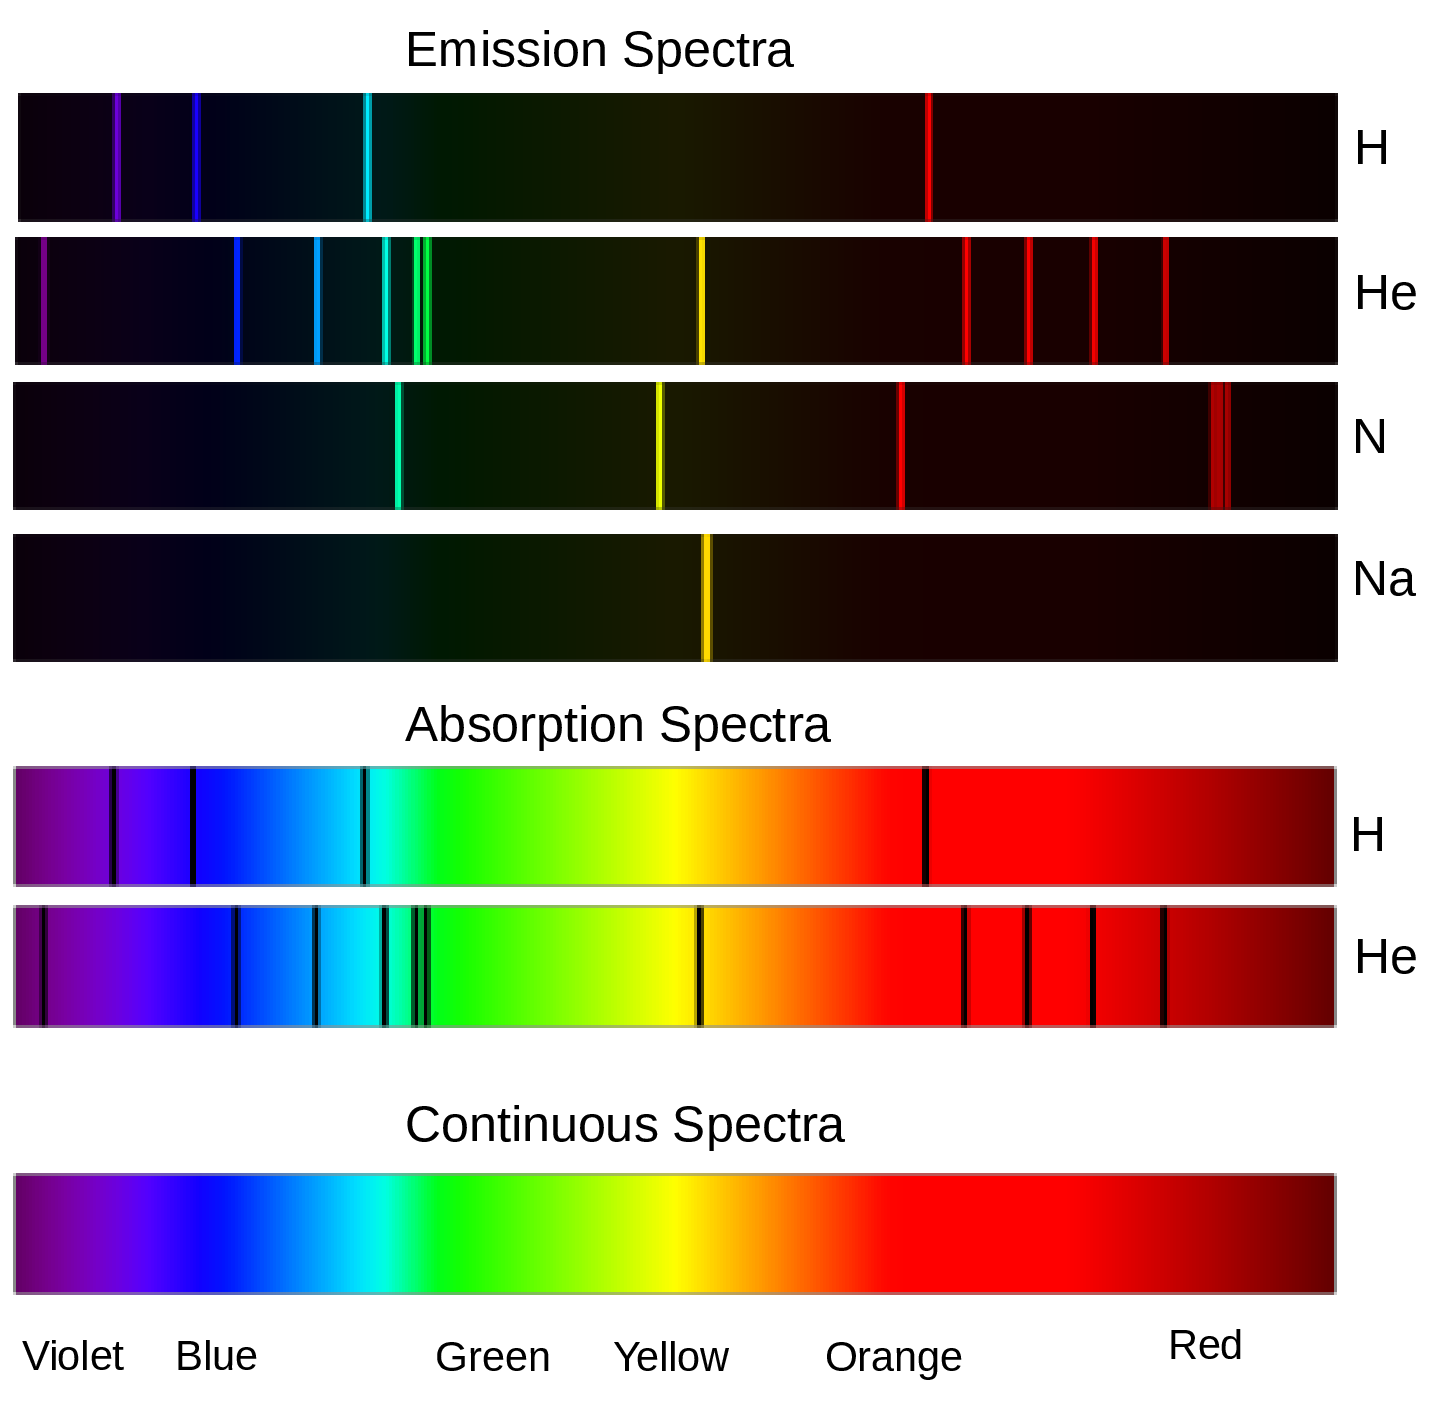 Emission Spectra
H
He
N
Na
Absorption Spectra
H
He
Continuous Spectra
Violet Blue Green Yellow Orange Red